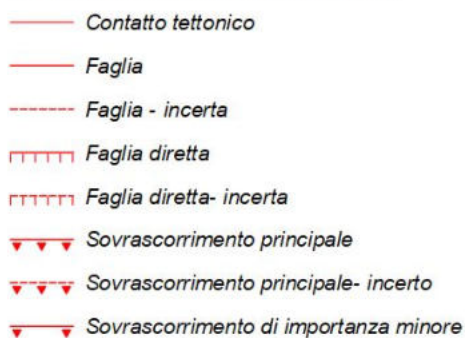 Contatto tettonico
Faglia
Faglia - incerta
Faglia diretta
Faglia diretta- incerta
Sovrascorrimento principale
Sovrascorrimento principale- incerto
Sovrascorrimento di importanza minore